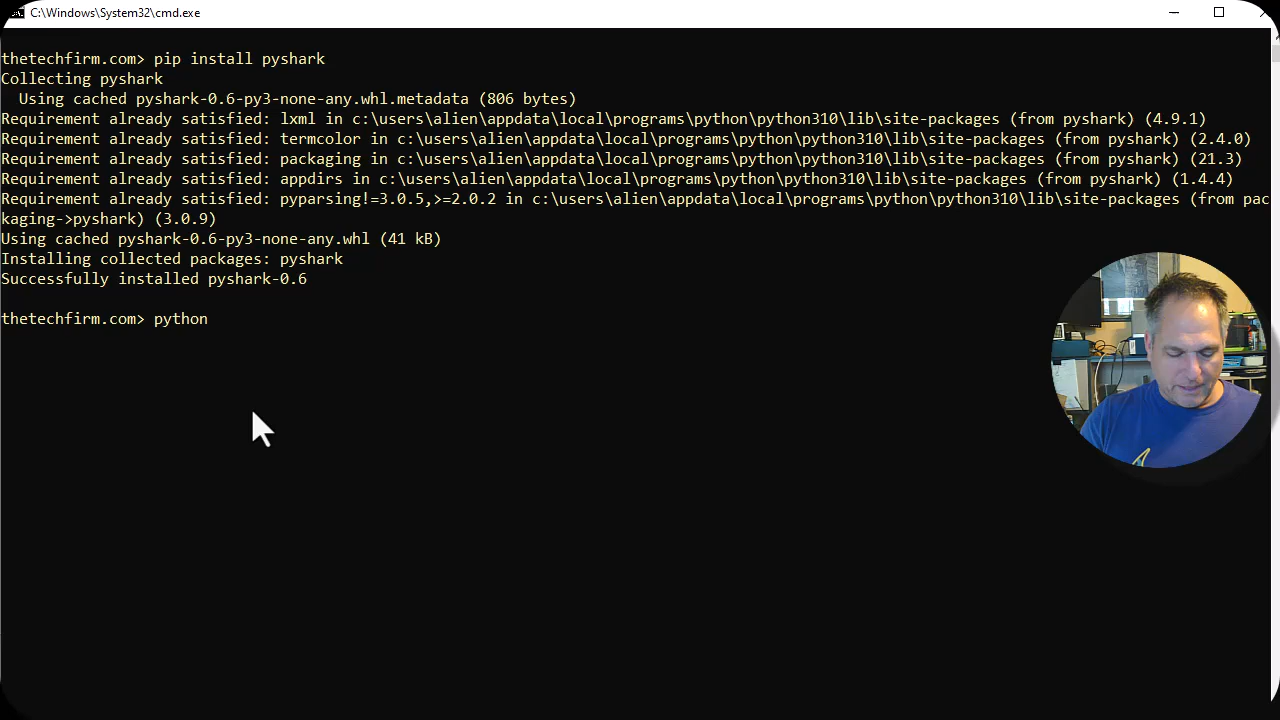 C:\Windows\System32\cmd.exe
thetechfirm.com> pip install pyshark
Collecting pyshark
  Using cached pyshark-0.6-py3-none-any.whl.metadata (806 bytes)
Requirement already satisfied: lxml in c:\users\alien\appdata\local\programs\python\python310\lib\site-packages (from pyshark) (4.9.1)
Requirement already satisfied: termcolor in c:\users\alien\appdata\local\programs\python\python310\lib\site-packages (from pyshark) (2.4.0)
Requirement already satisfied: packaging in c:\users\alien\appdata\local\programs\python\python310\lib\site-packages (from pyshark) (21.3)
Requirement already satisfied: appdirs in c:\users\alien\appdata\local\programs\python\python310\lib\site-packages (from pyshark) (1.4.4)
Requirement already satisfied: pyparsing!=3.0.5,>=2.0.2 in c:\users\alien\appdata\local\programs\python\python310\lib\site-packages (from pac
kaging->pyshark) (3.0.9)
Using cached pyshark-0.6-py3-none-any.whl (41 kB)
Installing collected packages: pyshark
Successfully installed pyshark-0.6
thetechfirm.com> python